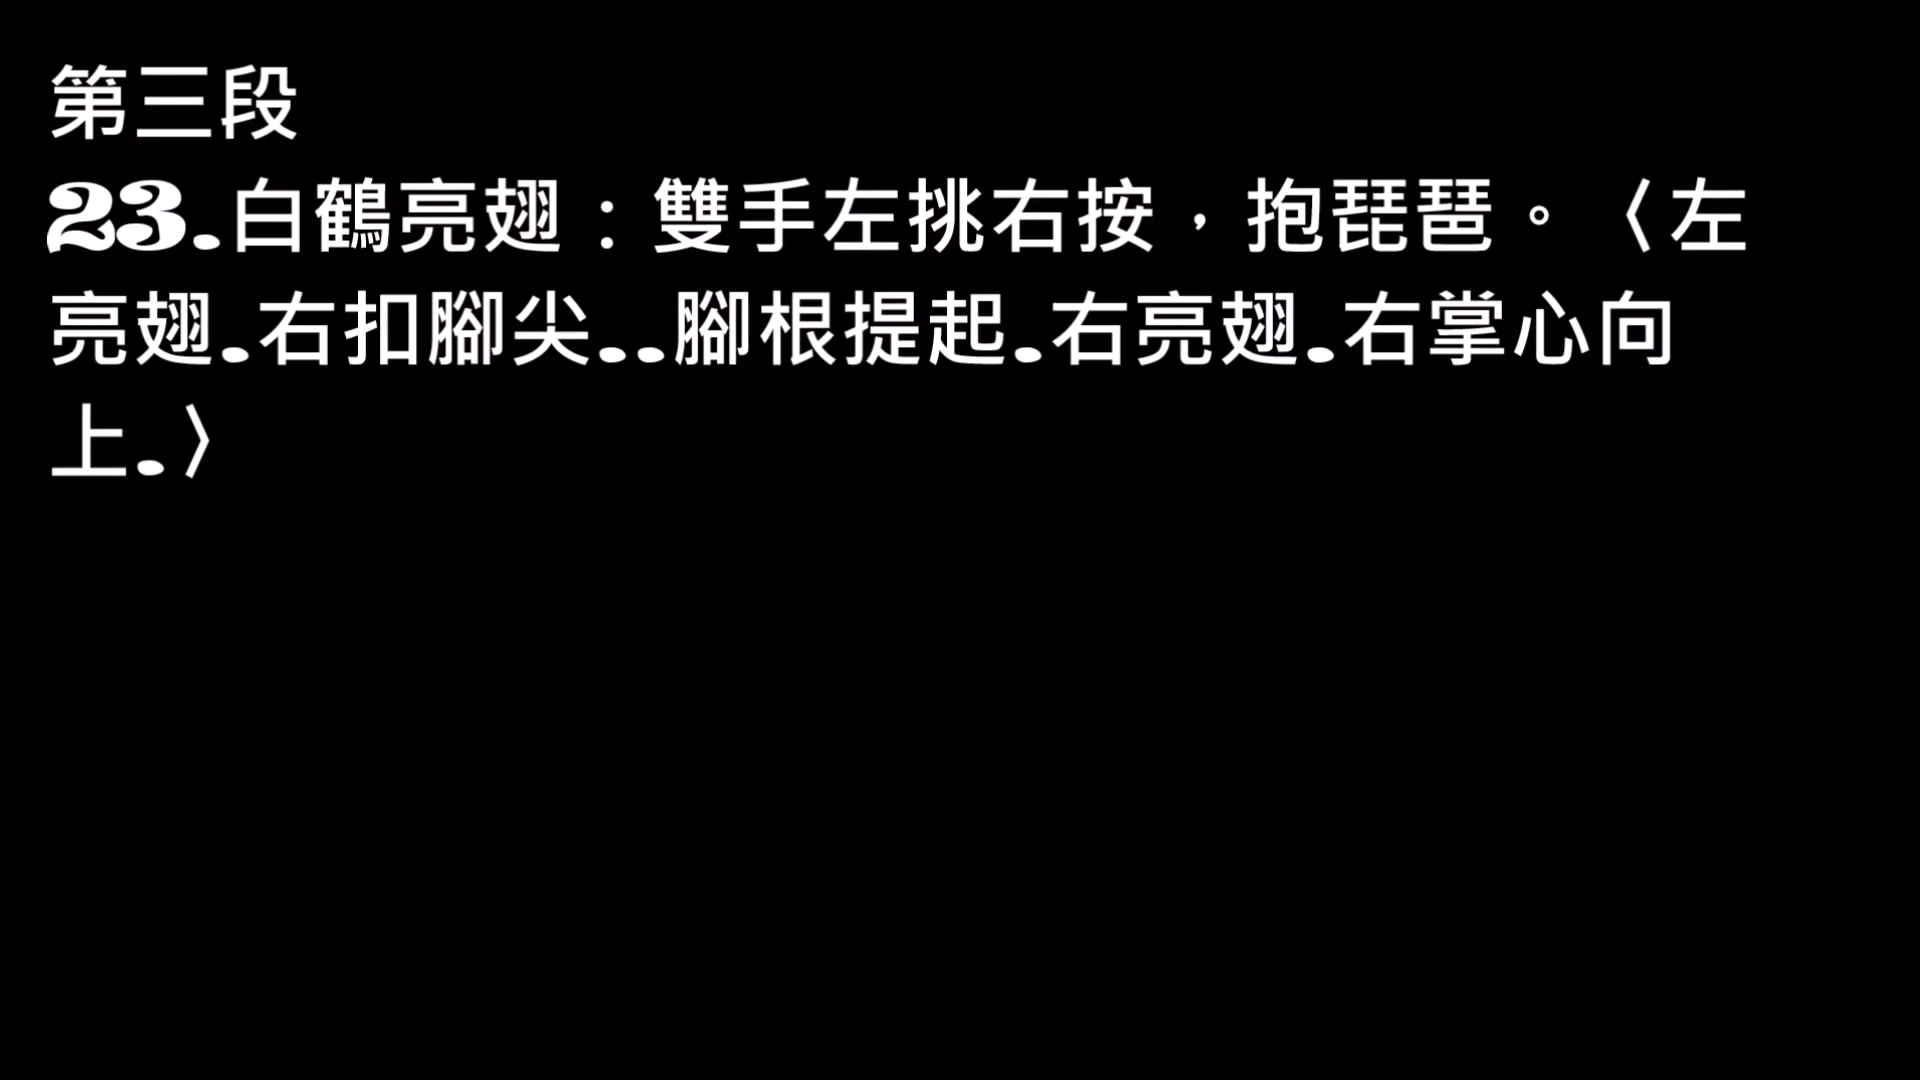 第三段
23.白鶴亮翅：雙手左挑右按，抱琵琶。〈左
亮翅.右扣腳尖..腳根提起.右亮翅.右掌心向
上.〉